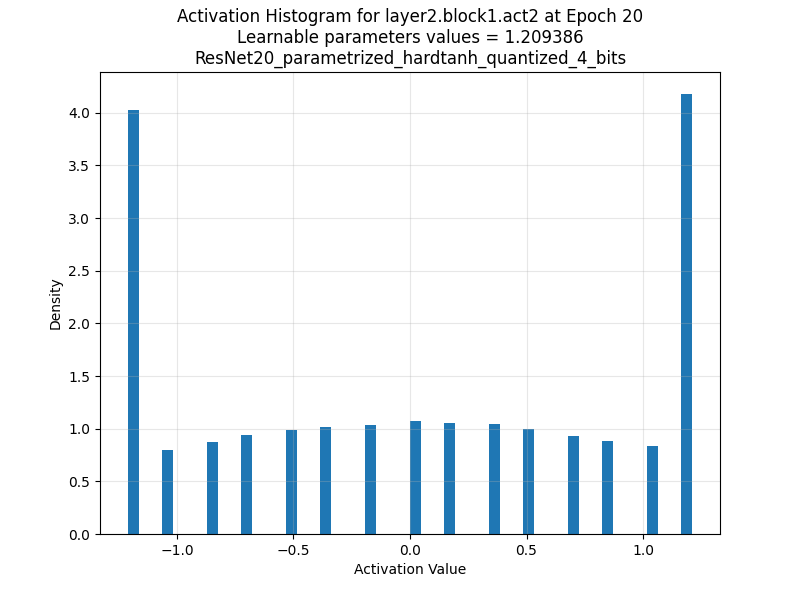 Activation Histogram for layer2.block1.act2 at Epoch 20
Learnable parameters values = 1.209386
ResNet20_parametrized_hardtanh_quantized_4_bits
4.0
3.5
3.0
2.5
2.0
1.5
1.0
0.5
0.0
Density
−1.0
−0.5
0.0
0.5
1.0
Activation Value